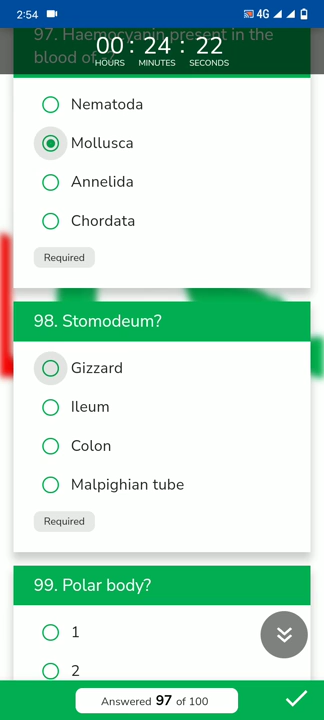 2:54
4G
97. Haemocyanin present in the
blood of
00 : 24 : 22
HOURS MINUTES SECONDS
Nematoda
Mollusca
Annelida
Chordata
Required
98. Stomodeum?
Gizzard
Ileum
Colon
Malpighian tube
Required
99. Polar body?
1
2
Answered 97 of 100